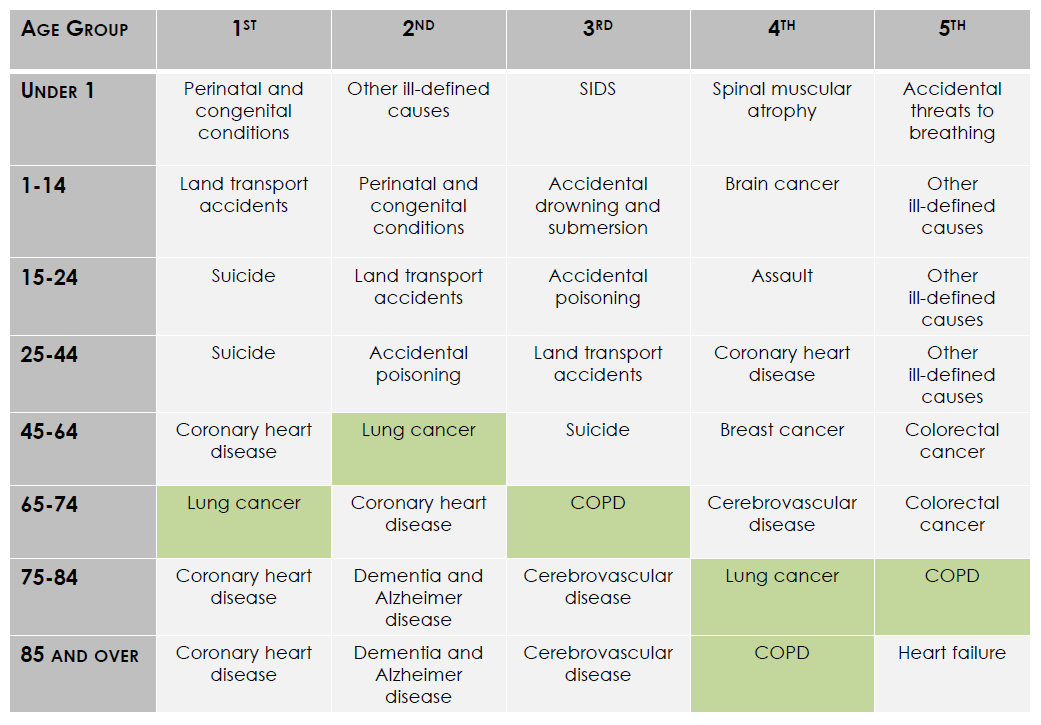 AGE GROUP 1ST 2ND 3RD 4TH 5TH
UNDER 1
Perinatal and
congenital
conditions
Other ill-defined
causes
SIDS
Spinal muscular
atrophy
Accidental
threats to
breathing
1-14
Land transport
accidents
Perinatal and
congenital
conditions
Accidental
drowning and
submersion
Brain cancer
Other
ill-defined
causes
15-24
Suicide
Land transport
accidents
Accidental
poisoning
Assault
Other
ill-defined
causes
25-44
Suicide
Accidental
poisoning
Land transport
accidents
Coronary heart
disease
Other
ill-defined
causes
45-64
Coronary heart
disease
Lung cancer
Suicide
Breast cancer
Colorectal
cancer
65-74
Lung cancer
Coronary heart
disease
COPD
Cerebrovascular
disease
Colorectal
cancer
75-84
Coronary heart
disease
Dementia and
Alzheimer
disease
Cerebrovascular
disease
Lung cancer
COPD
85 AND OVER
Coronary heart
disease
Dementia and
Alzheimer
disease
Cerebrovascular
disease
COPD
Heart failure